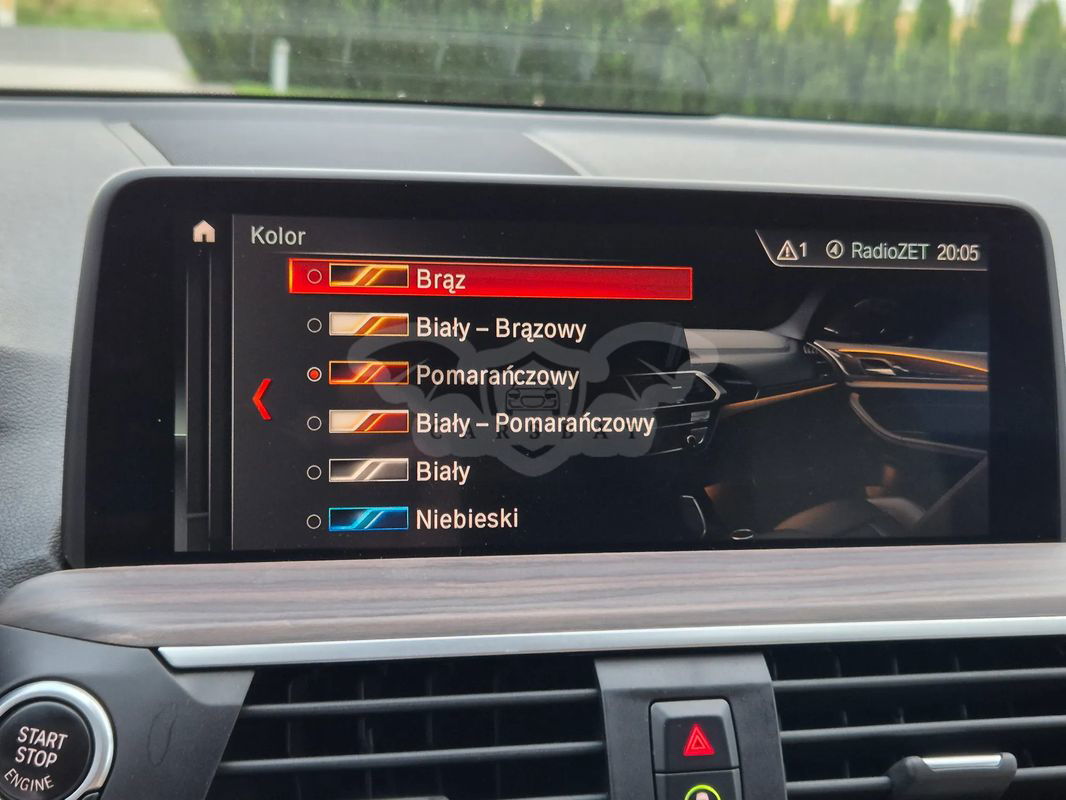 Kolor
1 RadioZET 20:05
Brąz
Biały – Brązowy
Pomarańczowy
Biały – Pomarańczowy
Biały
Niebieski
START
STOP
ENGINE